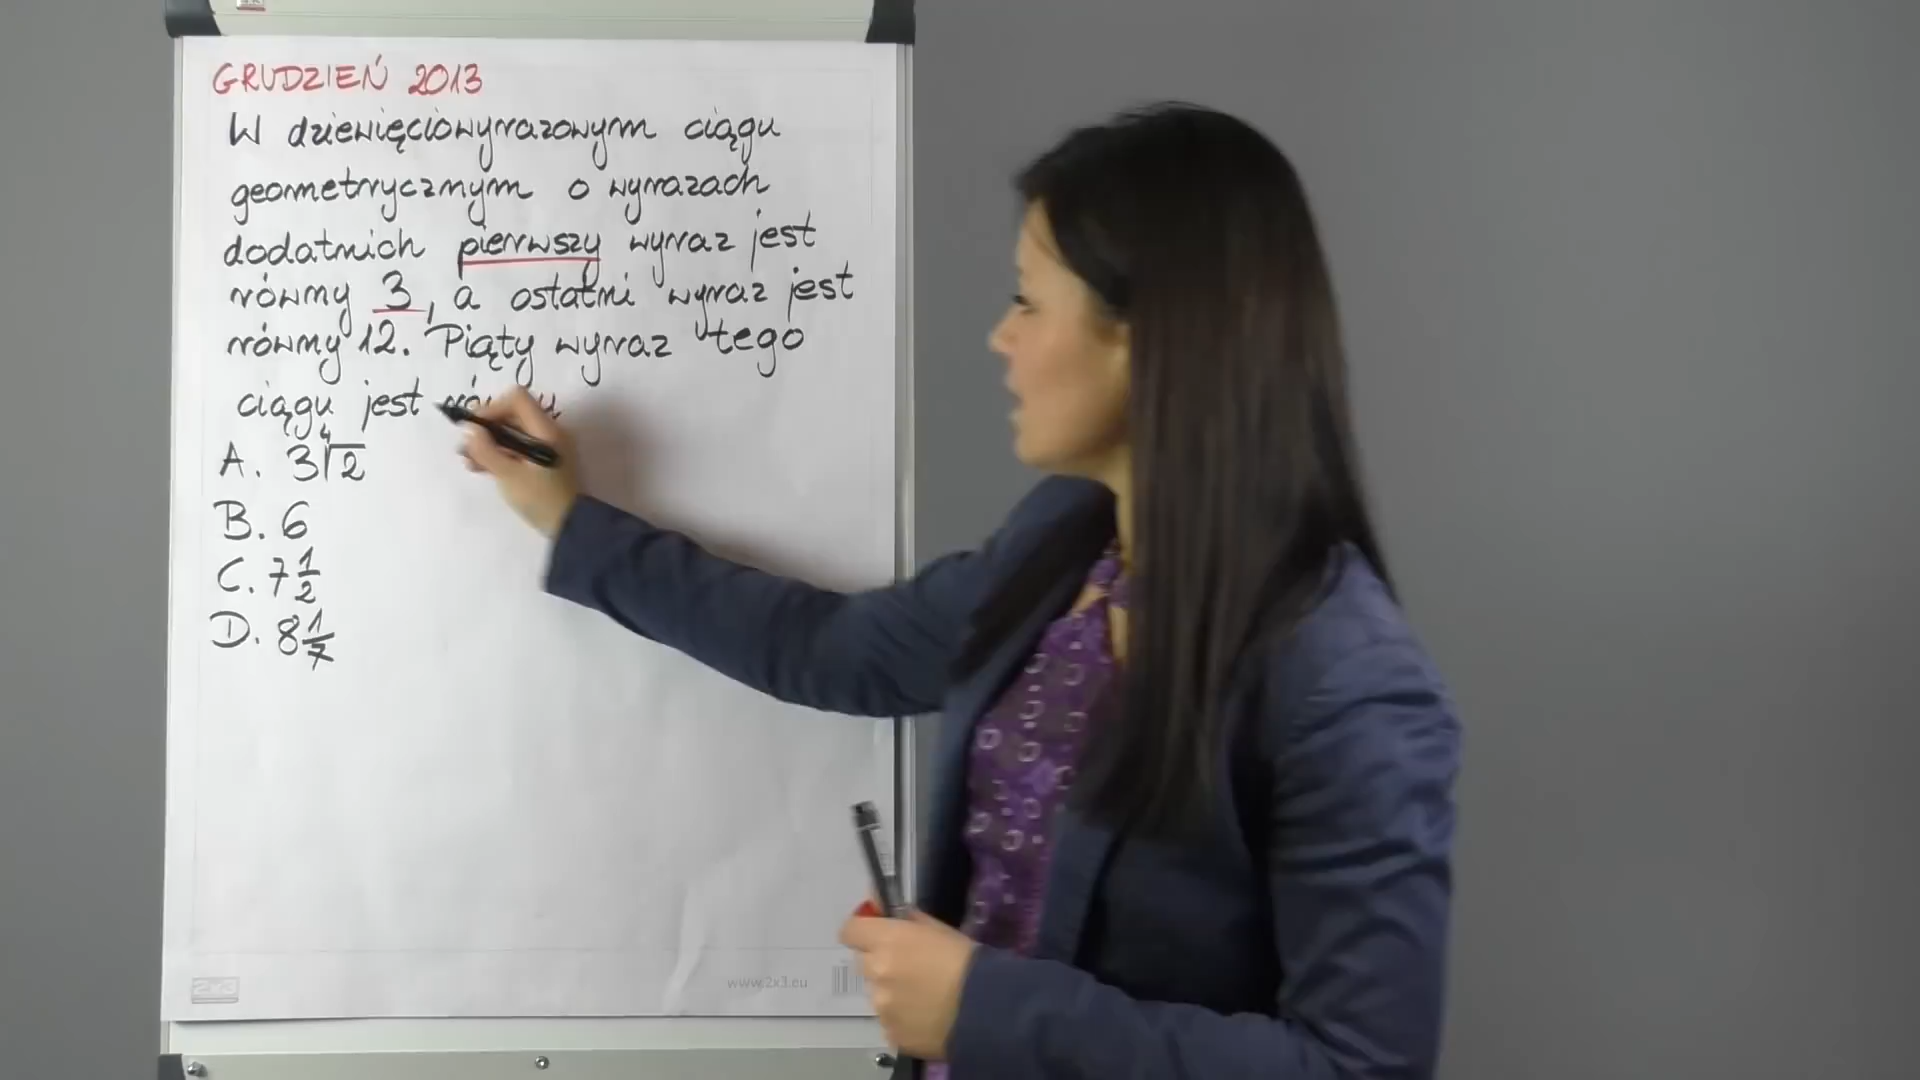 GRUDZIEŃ 2013
W dziewięciowyrazowym ciągu
geometrycznym o wyrazach
dodatnich pierwszy wyraz jest
równy 3, a ostatni wyraz jest
równy 12. Piąty wyraz tego
ciągu jest
A. 3∜2
B. 6
C. 7 1/2
D. 8 1/7
2x3
www.2x3.eu